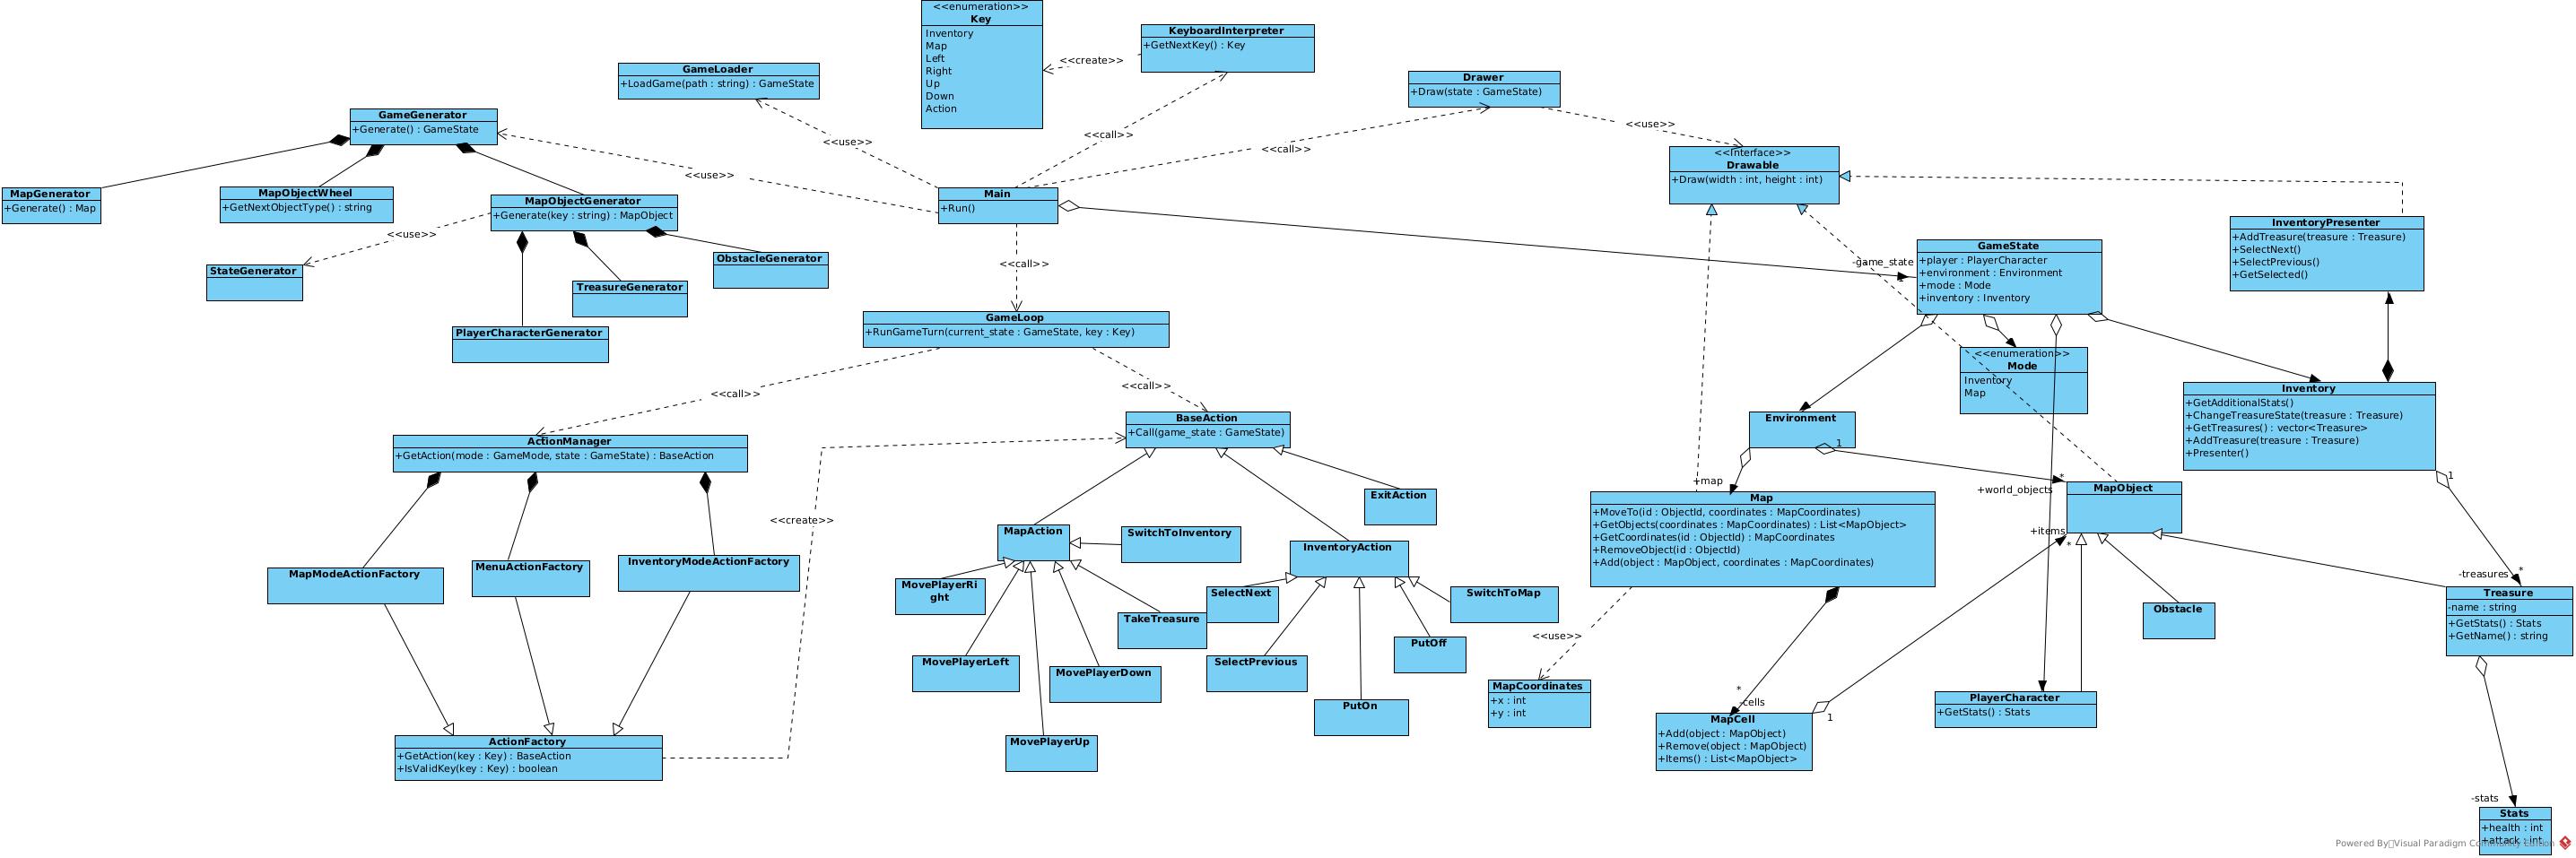 <<enumeration>>
Key
Inventory
Map
Left
Right
Up
Down
Action
KeyboardInterpreter
+GetNextKey() : Key
<<create>>
GameLoader
+LoadGame(path : string) : GameState
Drawer
+Draw(state : GameState)
GameGenerator
+Generate() : GameState
<<use>>
<<call>>
<<call>>
<<use>>
<<use>>
<<Interface>>
Drawable
+Draw(width : int, height : int)
MapGenerator
+Generate() : Map
MapObjectWheel
+GetNextObjectType() : string
MapObjectGenerator
+Generate(key : string) : MapObject
Main
+Run()
<<use>>
StateGenerator
ObstacleGenerator
TreasureGenerator
PlayerCharacterGenerator
<<call>>
-game_state
GameState
+player : PlayerCharacter
+environment : Environment
+mode : Mode
+inventory : Inventory
InventoryPresenter
+AddTreasure(treasure : Treasure)
+SelectNext()
+SelectPrevious()
+GetSelected()
GameLoop
+RunGameTurn(current_state : GameState, key : Key)
<<enumeration>>
Mode
Inventory
Map
<<call>>
<<call>>
Inventory
+GetAdditionalStats()
+ChangeTreasureState(treasure : Treasure)
+GetTreasures() : vector<Treasure>
+AddTreasure(treasure : Treasure)
+Presenter()
BaseAction
+Call(game_state : GameState)
Environment
1
ActionManager
+GetAction(mode : GameMode, state : GameState) : BaseAction
<<create>>
+map
*
+world_objects
MapObject
1
ExitAction
Map
+MoveTo(id : ObjectId, coordinates : MapCoordinates)
+GetObjects(coordinates : MapCoordinates) : List<MapObject>
+GetCoordinates(id : ObjectId) : MapCoordinates
+RemoveObject(id : ObjectId)
+Add(object : MapObject, coordinates : MapCoordinates)
+items
*
MapAction
SwitchToInventory
InventoryAction
MapModeActionFactory
MenuActionFactory
InventoryModeActionFactory
MovePlayerRi
ght
TakeTreasure
SelectNext
SwitchToMap
-treasures
*
Treasure
-name : string
+GetStats() : Stats
+GetName() : string
Obstacle
MovePlayerLeft
MovePlayerDown
SelectPrevious
PutOff
<<use>>
MapCoordinates
+x : int
+y : int
*
-cells
1
PlayerCharacter
+GetStats() : Stats
PutOn
MovePlayerUp
MapCell
+Add(object : MapObject)
+Remove(object : MapObject)
+Items() : List<MapObject>
ActionFactory
+GetAction(key : Key) : BaseAction
+IsValidKey(key : Key) : boolean
-stats
Stats
+health : int
+attack : int
Powered By Visual Paradigm Community Edition